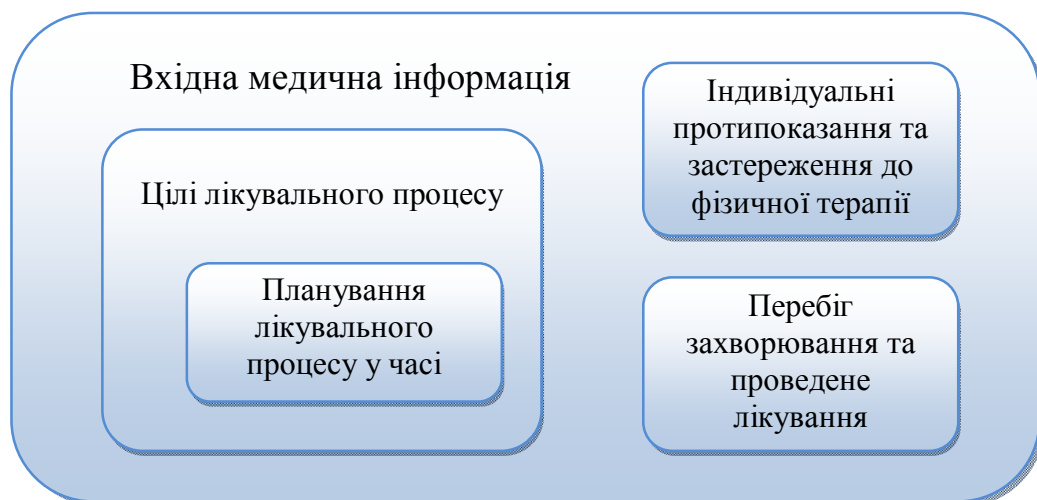 Вхідна медична інформація
Цілі лікувального процесу
Планування
лікувального
процесу у часі
Індивідуальні
протипоказання та
застереження до
фізичної терапії
Перебіг
захворювання та
проведене
лікування